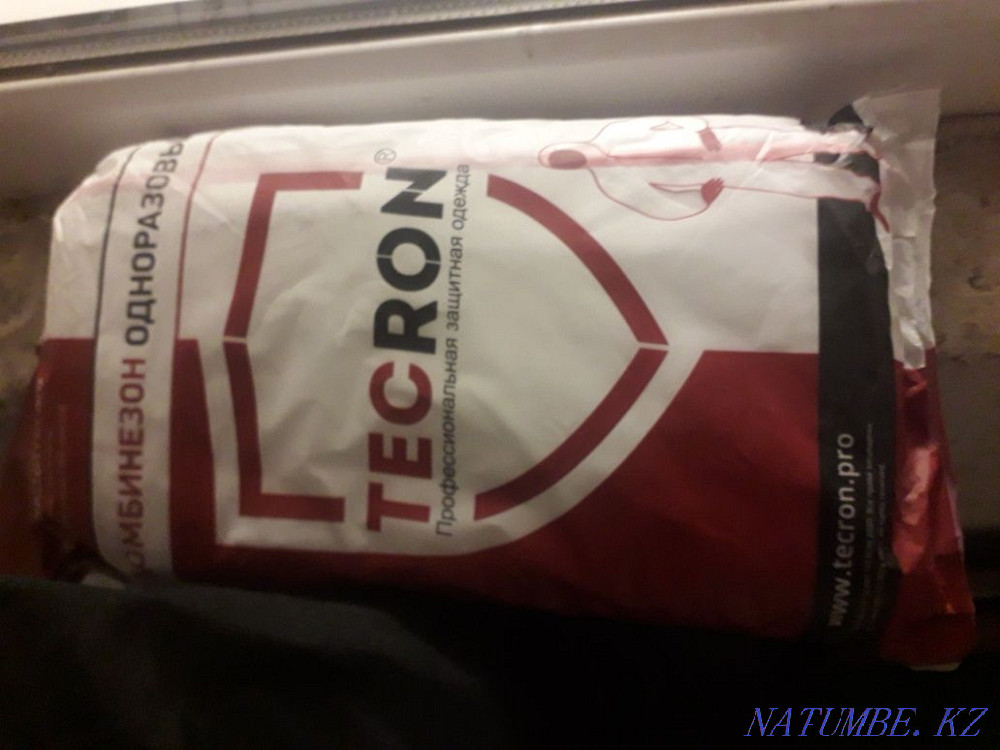 КОМБИНЕЗОН ОДНОРАЗОВЫ
TECRON®
Профессиональная защитная одежда
www.tecron.pro
NATUMBE. KZ